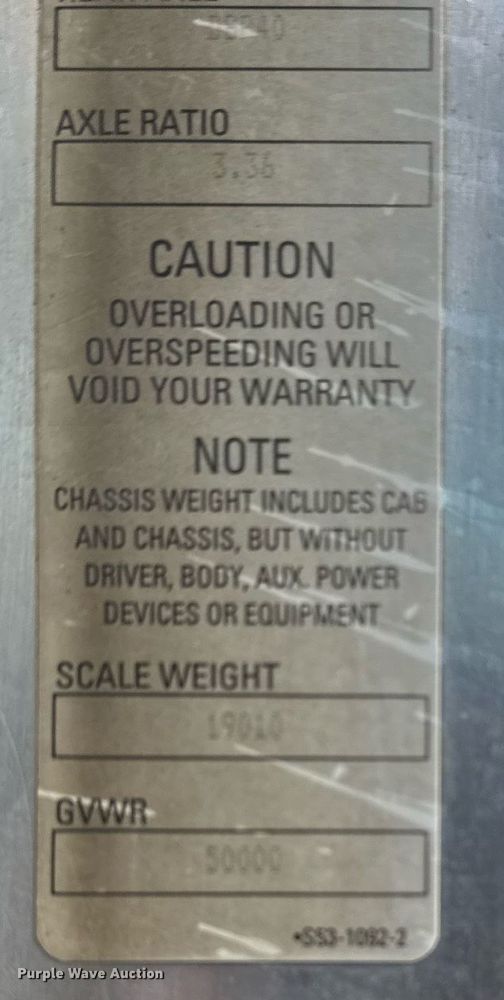 AXLE RATIO
3.36
CAUTION
OVERLOADING OR
OVERSPEEDING WILL
VOID YOUR WARRANTY
NOTE
CHASSIS WEIGHT INCLUDES CAB
AND CHASSIS, BUT WITHOUT
DRIVER, BODY, AUX. POWER
DEVICES OR EQUIPMENT
SCALE WEIGHT
19010
GVWR
50000
•S53-1082-2
Purple Wave Auction